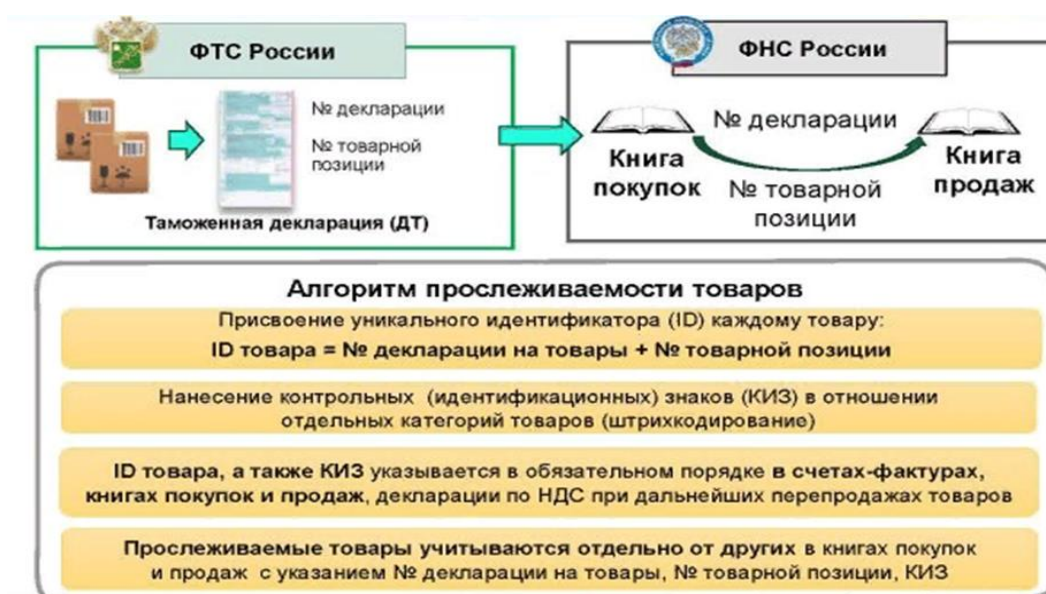 ФТС России
№ декларации
№ товарной
позиции
Таможенная декларация (ДТ)
ФНС России
№ декларации
Книга
покупок
Книга
продаж
№ товарной
позиции
Алгоритм прослеживаемости товаров
Присвоение уникального идентификатора (ID) каждому товару:
ID товара = № декларации на товары + № товарной позиции
Нанесение контрольных (идентификационных) знаков (КИЗ) в отношении
отдельных категорий товаров (штрихкодирование)
ID товара, а также КИЗ указывается в обязательном порядке в счетах-фактурах,
книгах покупок и продаж, декларации по НДС при дальнейших перепродажах товаров
Прослеживаемые товары учитываются отдельно от других в книгах покупок
и продаж с указанием № декларации на товары, № товарной позиции, КИЗ